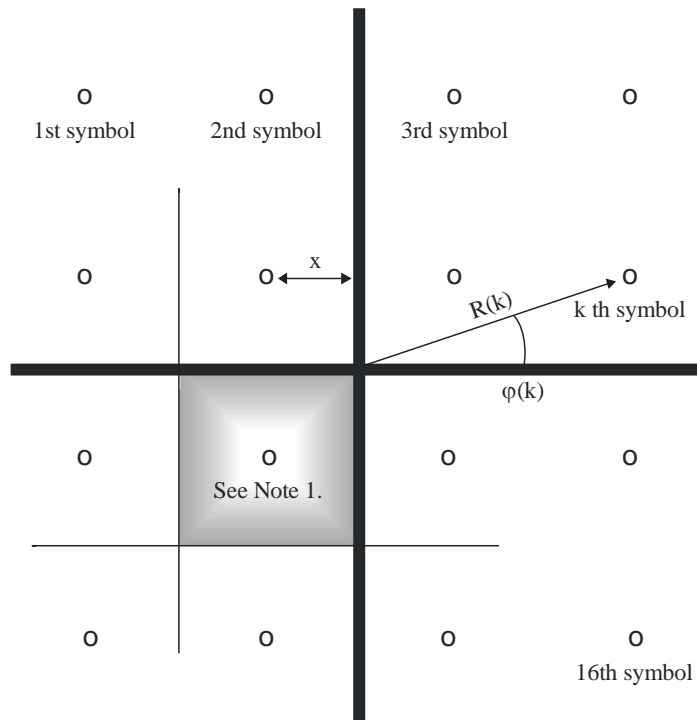 1st symbol 2nd symbol 3rd symbol
x
R(k)
k th symbol
φ(k)
See Note 1.
16th symbol